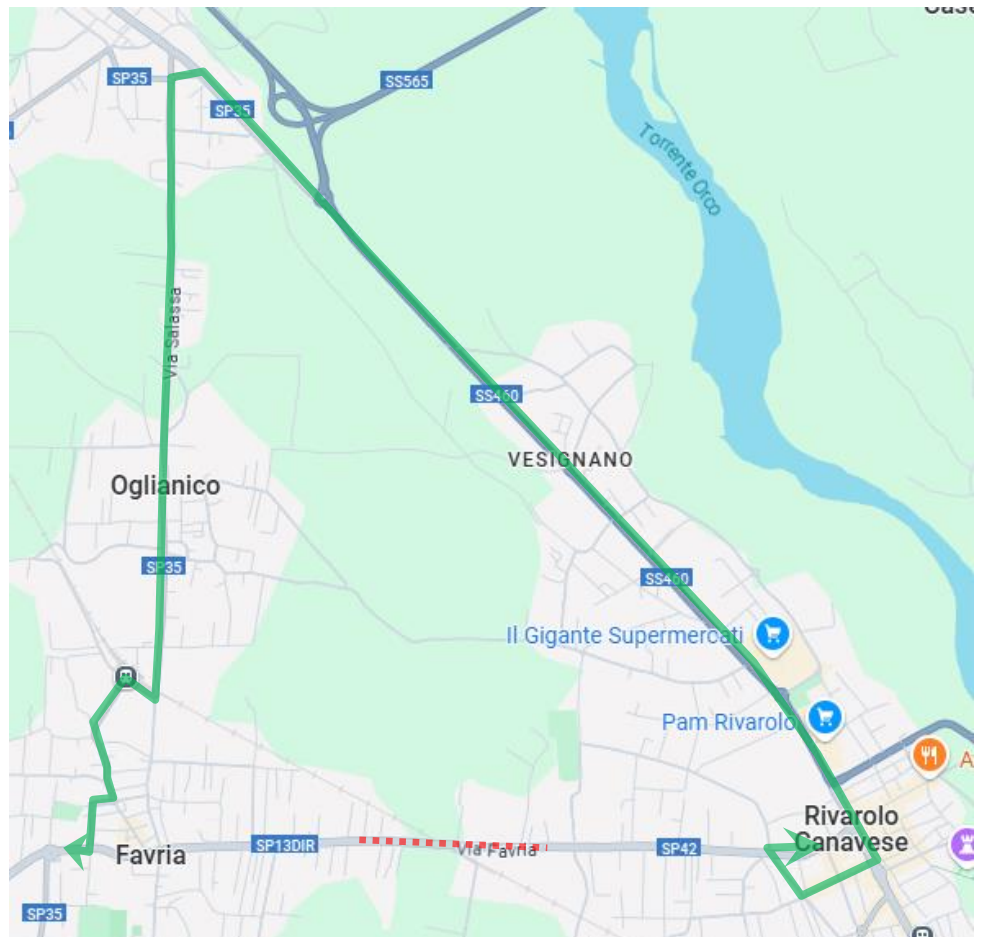 SP35
SS565
SP35
Torrente Orco
Via Salassa
SS460
VESIGNANO
Oglianico
SP35
SS460
Il Gigante Supermercati
Pam Rivarolo
A
Rivarolo
Canavese
SP13DIR
Via Favria
SP42
Favria
SP35